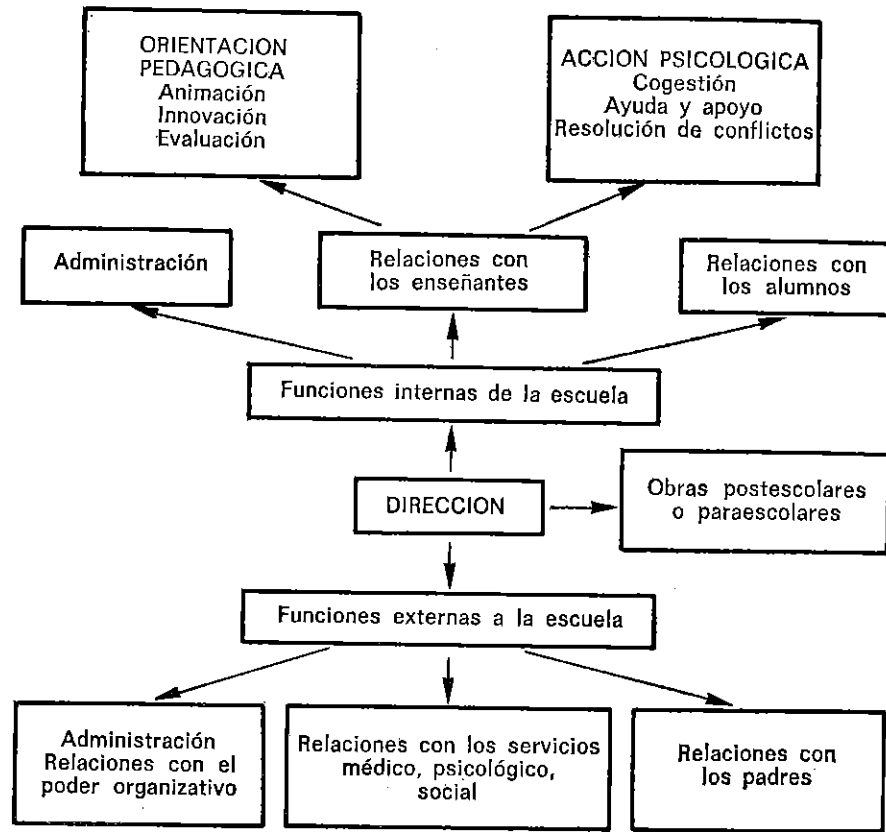 ORIENTACION
PEDAGOGICA
Animación
Innovación
Evaluación
ACCION PSICOLOGICA
Cogestión
Ayuda y apoyo
Resolución de conflictos
Administración
Relaciones con
los enseñantes
Relaciones con
los alumnos
Funciones internas de la escuela
DIRECCION
Obras postescolares
o paraescolares
Funciones externas a la escuela
Administración
Relaciones con el
poder organizativo
Relaciones con los servicios
médico, psicológico,
social
Relaciones con
los padres